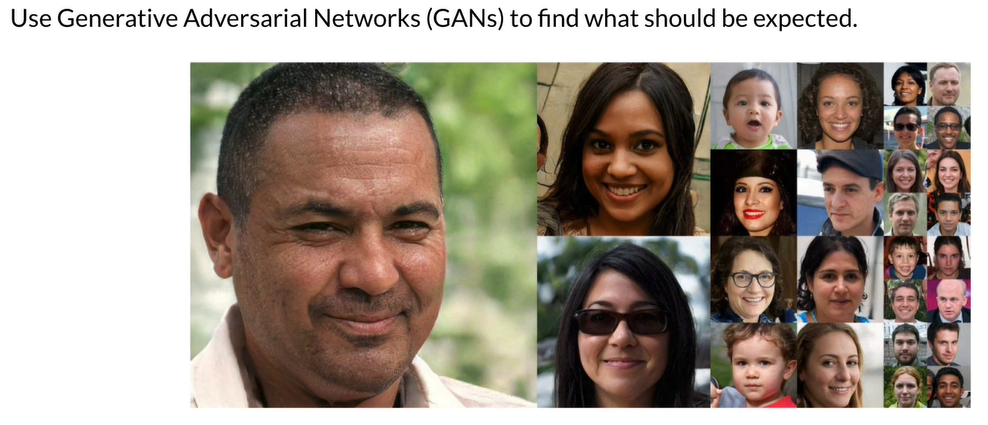 Use Generative Adversarial Networks (GANs) to find what should be expected.